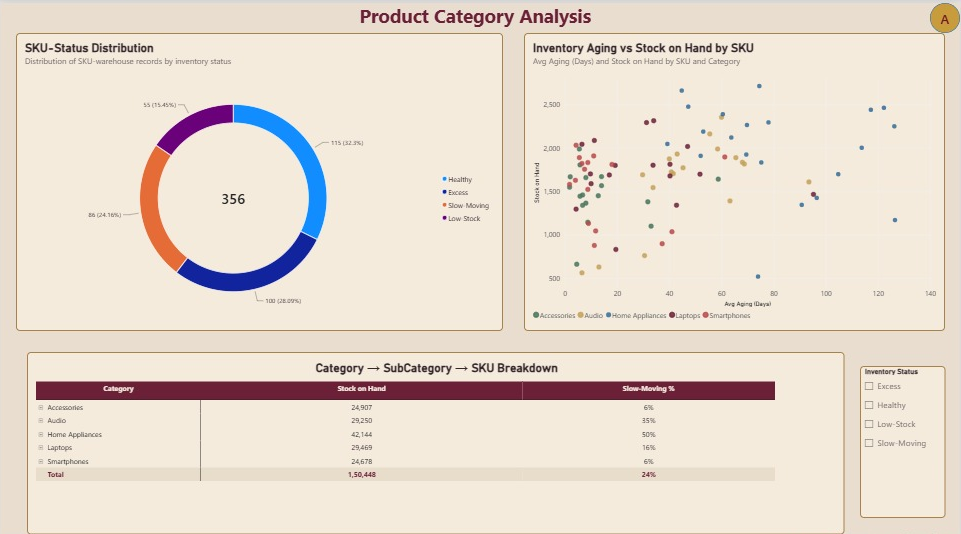 Product Category Analysis
A
SKU-Status Distribution
Distribution of SKU-warehouse records by inventory status
55 (15.45%)
115 (32.3%)
86 (24.16%)
100 (28.09%)
356
Healthy
Excess
Slow-Moving
Low-Stock
Inventory Aging vs Stock on Hand by SKU
Avg Aging (Days) and Stock on Hand by SKU and Category
Stock on Hand
2,500
2,000
1,500
1,000
500
0 20 40 60 80 100 120 140
Avg Aging (Days)
Accessories Audio Home Appliances Laptops Smartphones
Category → SubCategory → SKU Breakdown
Category Stock on Hand Slow-Moving %
Accessories 24,907 6%
Audio 29,250 35%
Home Appliances 42,144 50%
Laptops 29,469 16%
Smartphones 24,678 6%
Total 1,50,448 24%
Inventory Status
Excess
Healthy
Low-Stock
Slow-Moving